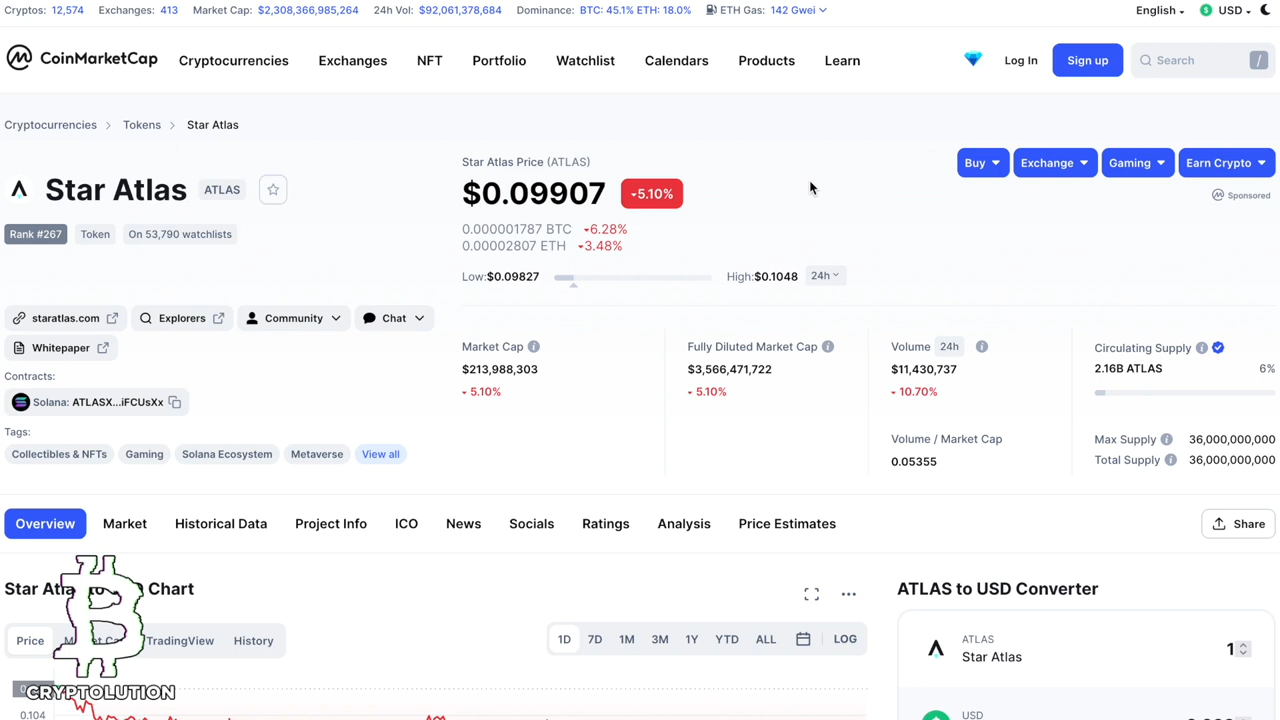 Cryptos: 12,574 Exchanges: 413 Market Cap: $2,308,366,985,264 24h Vol: $92,061,378,684 Dominance: BTC: 45.1% ETH: 18.0% ETH Gas: 142 Gwei English USD
CoinMarketCap Cryptocurrencies Exchanges NFT Portfolio Watchlist Calendars Products Learn Log In Sign up Search /
Cryptocurrencies > Tokens > Star Atlas
Star Atlas ATLAS
Rank #267 Token On 53,790 watchlists
staratlas.com Explorers Community Chat
Whitepaper
Contracts:
Solana: ATLASX...iFCUsXx
Tags:
Collectibles & NFTs Gaming Solana Ecosystem Metaverse View all
Star Atlas Price (ATLAS)
$0.09907 5.10%
0.000001787 BTC 6.28%
0.00002807 ETH 3.48%
Low:$0.09827 High:$0.1048 24h
Buy Exchange Gaming Earn Crypto
Sponsored
Market Cap
$213,988,303
5.10%
Fully Diluted Market Cap
$3,566,471,722
5.10%
Volume 24h
$11,430,737
10.70%
Volume / Market Cap
0.05355
Circulating Supply
2.16B ATLAS 6%
Max Supply 36,000,000,000
Total Supply 36,000,000,000
Overview Market Historical Data Project Info ICO News Socials Ratings Analysis Price Estimates Share
Star Chart
Price TradingView History
1D 7D 1M 3M 1Y YTD ALL LOG
CRYPTOLUTION
0.104
ATLAS to USD Converter
ATLAS
Star Atlas 1
USD